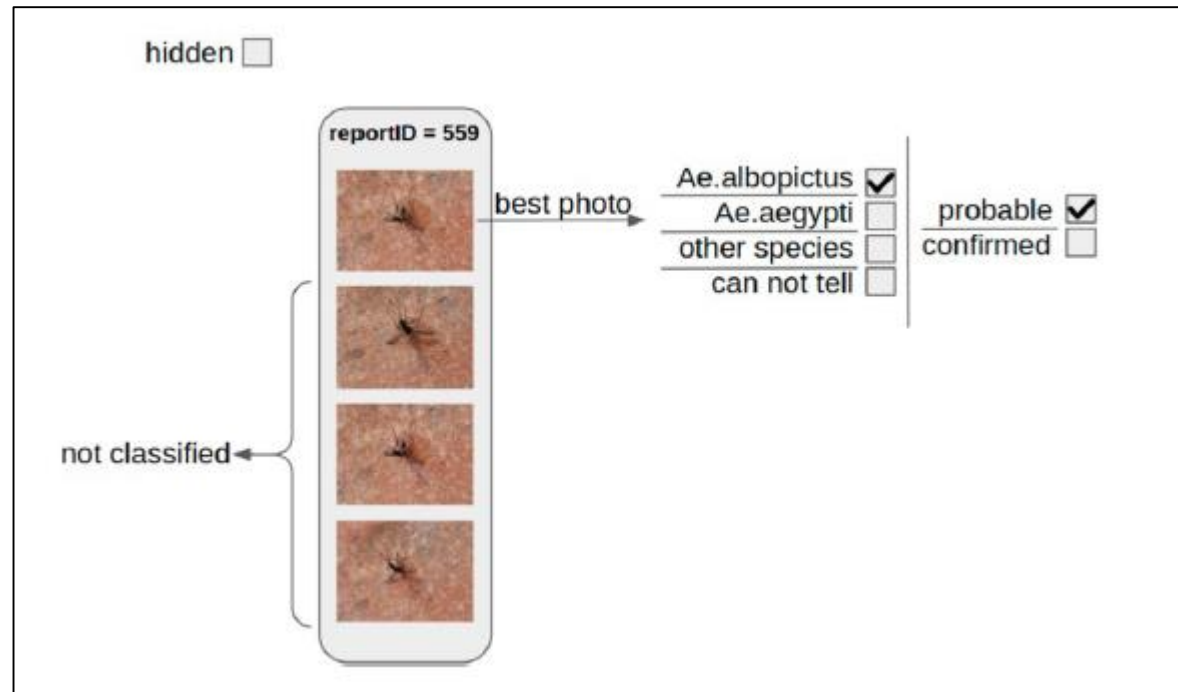 hidden
reportID = 559
best photo
Ae.albopictus
Ae.aegypti
other species
can not tell
probable
confirmed
not classified